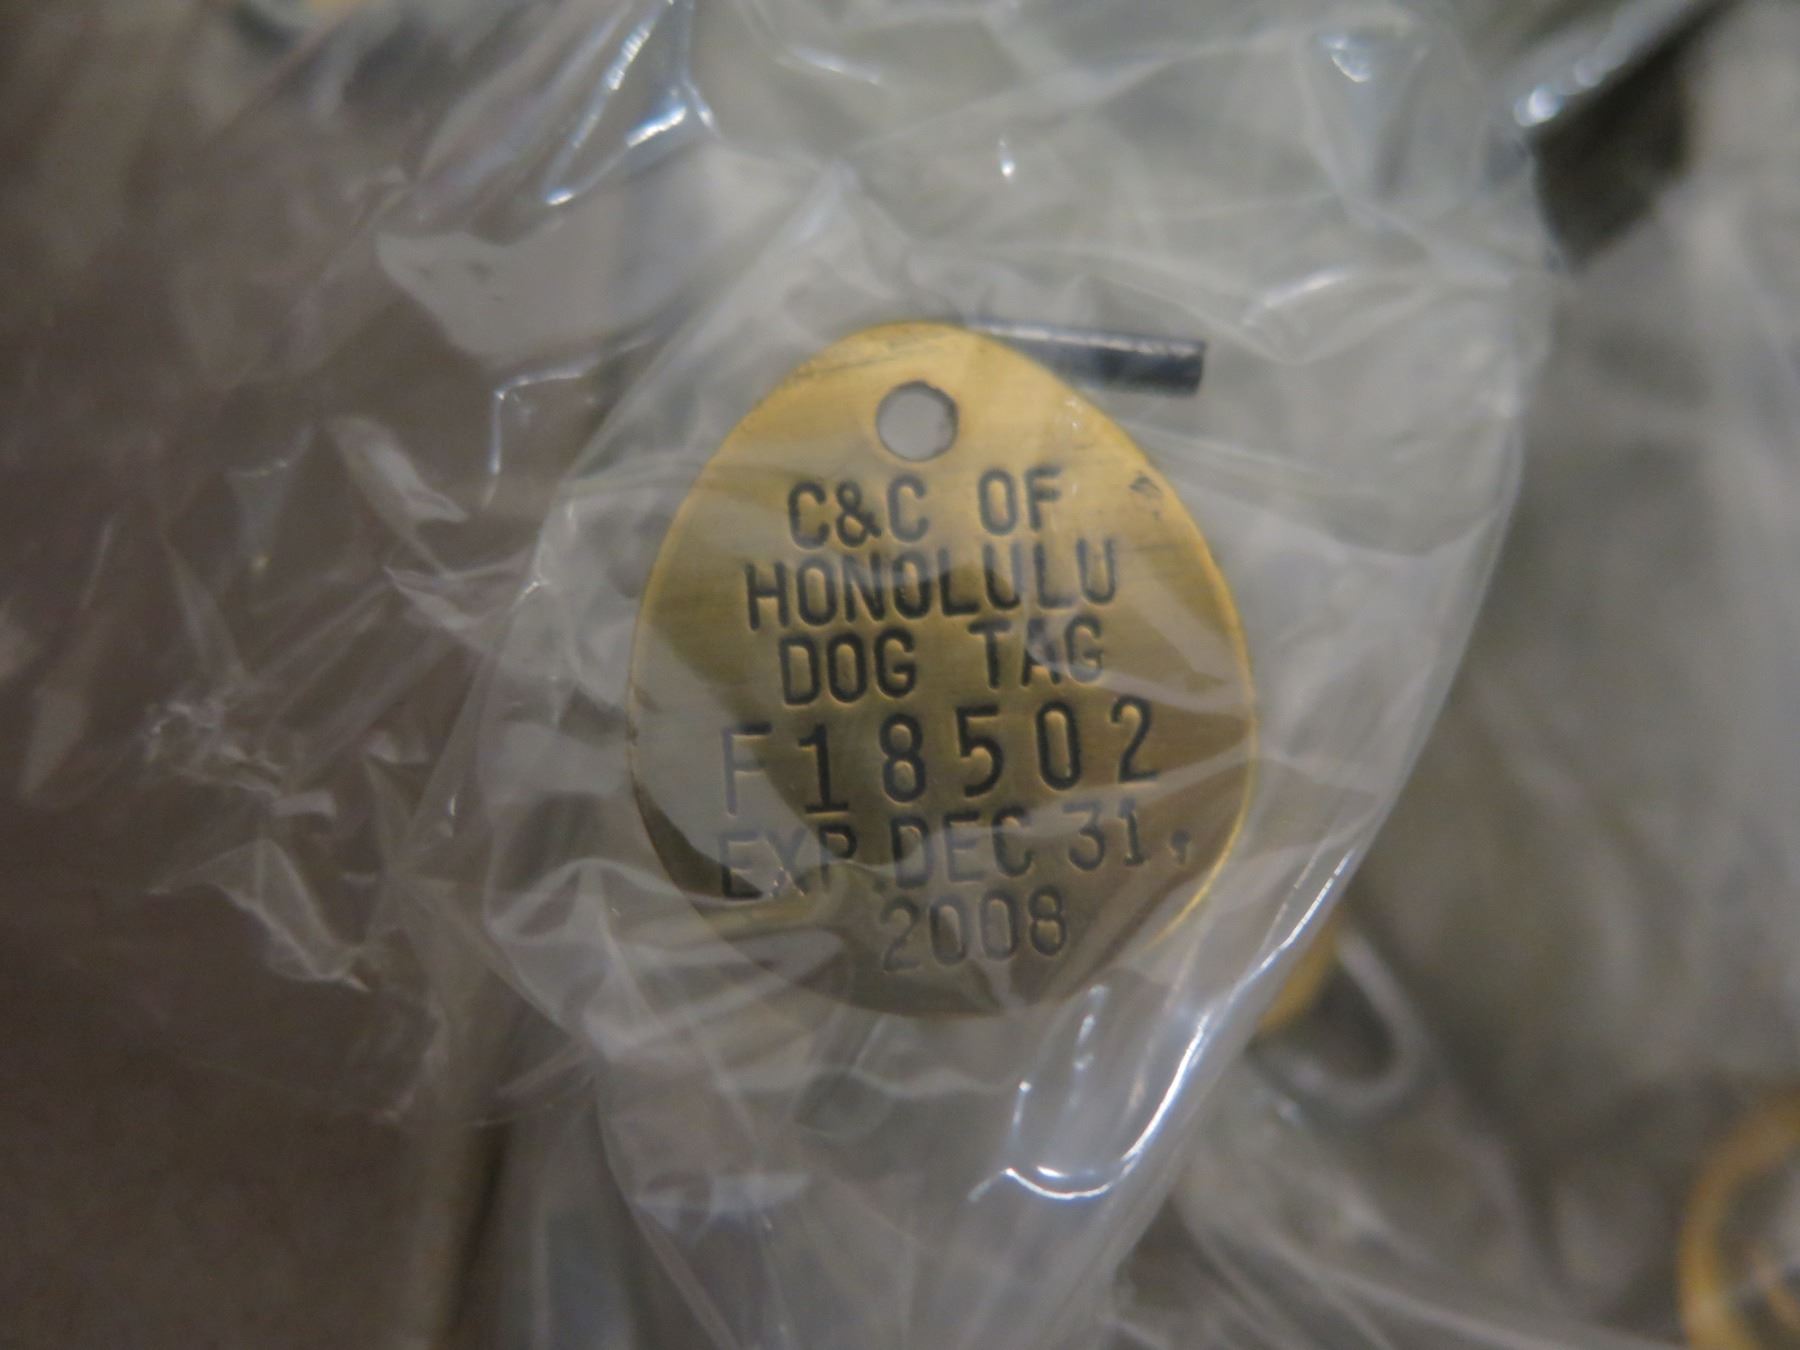 C&C OF
HONOLULU
DOG TAG
F18502
EXP. DEC 31,
2008